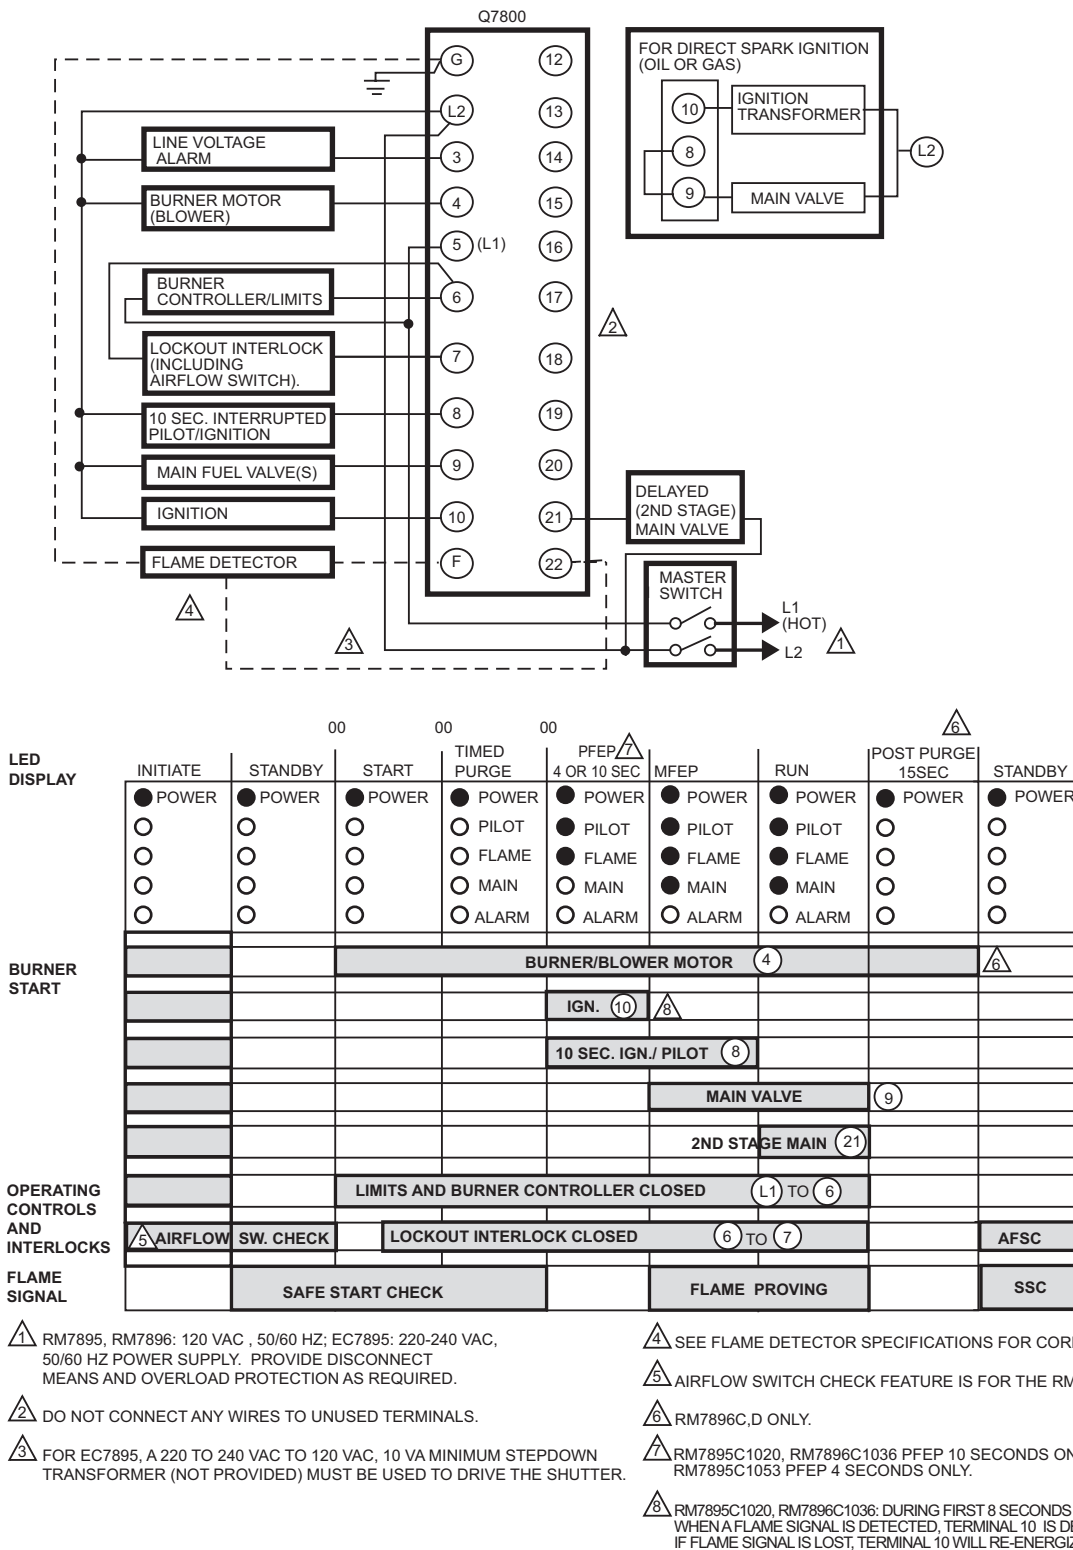 Q7800
G
12
L2
13
3
14
4
15
5
(L1)
16
6
17
7
18
8
19
9
20
10
21
F
22
LINE VOLTAGE
ALARM
BURNER MOTOR
(BLOWER)
BURNER
CONTROLLER/LIMITS
LOCKOUT INTERLOCK
(INCLUDING
AIRFLOW SWITCH).
10 SEC. INTERRUPTED
PILOT/IGNITION
MAIN FUEL VALVE(S)
IGNITION
FLAME DETECTOR
4
3
2
FOR DIRECT SPARK IGNITION
(OIL OR GAS)
10
8
9
IGNITION
TRANSFORMER
MAIN VALVE
L2
DELAYED
(2ND STAGE)
MAIN VALVE
MASTER
SWITCH
L1
(HOT)
L2
1
00 00 00
6
LED
DISPLAY
INITIATE
STANDBY
START
TIMED
PURGE
PFEP 7
4 OR 10 SEC
MFEP
RUN
POST PURGE
15SEC
STANDBY
POWER POWER POWER POWER POWER POWER POWER POWER POWER
PILOT PILOT PILOT PILOT
FLAME FLAME FLAME FLAME
MAIN MAIN MAIN MAIN
ALARM ALARM ALARM ALARM
BURNER
START
BURNER/BLOWER MOTOR 4
6
IGN. 10
8
10 SEC. IGN./ PILOT 8
MAIN VALVE
9
2ND STAGE MAIN 21
OPERATING
CONTROLS
AND
INTERLOCKS
LIMITS AND BURNER CONTROLLER CLOSED L1 TO 6
5 AIRFLOW SW. CHECK
LOCKOUT INTERLOCK CLOSED 6 TO 7
AFSC
FLAME
SIGNAL
SAFE START CHECK
FLAME PROVING
SSC
1 RM7895, RM7896: 120 VAC , 50/60 HZ; EC7895: 220-240 VAC,
50/60 HZ POWER SUPPLY. PROVIDE DISCONNECT
MEANS AND OVERLOAD PROTECTION AS REQUIRED.
2 DO NOT CONNECT ANY WIRES TO UNUSED TERMINALS.
3 FOR EC7895, A 220 TO 240 VAC TO 120 VAC, 10 VA MINIMUM STEPDOWN
TRANSFORMER (NOT PROVIDED) MUST BE USED TO DRIVE THE SHUTTER.
4 SEE FLAME DETECTOR SPECIFICATIONS FOR
5 AIRFLOW SWITCH CHECK FEATURE IS FOR THE
6 RM7896C,D ONLY.
7 RM7895C1020, RM7896C1036 PFEP 10 SECONDS
RM7895C1053 PFEP 4 SECONDS ONLY.
8 RM7895C1020, RM7896C1036: DURING FIRST 8 SECONDS
WHEN A FLAME SIGNAL IS DETECTED, TERMINAL 10 IS
IF FLAME SIGNAL IS LOST, TERMINAL 10 WILL